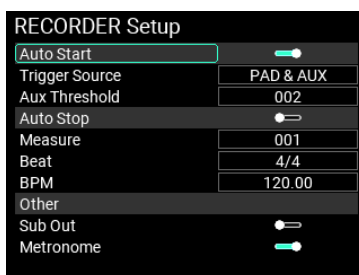 RECORDER Setup
Auto Start
Trigger Source PAD & AUX
Aux Threshold 002
Auto Stop
Measure 001
Beat 4/4
BPM 120.00
Other
Sub Out
Metronome